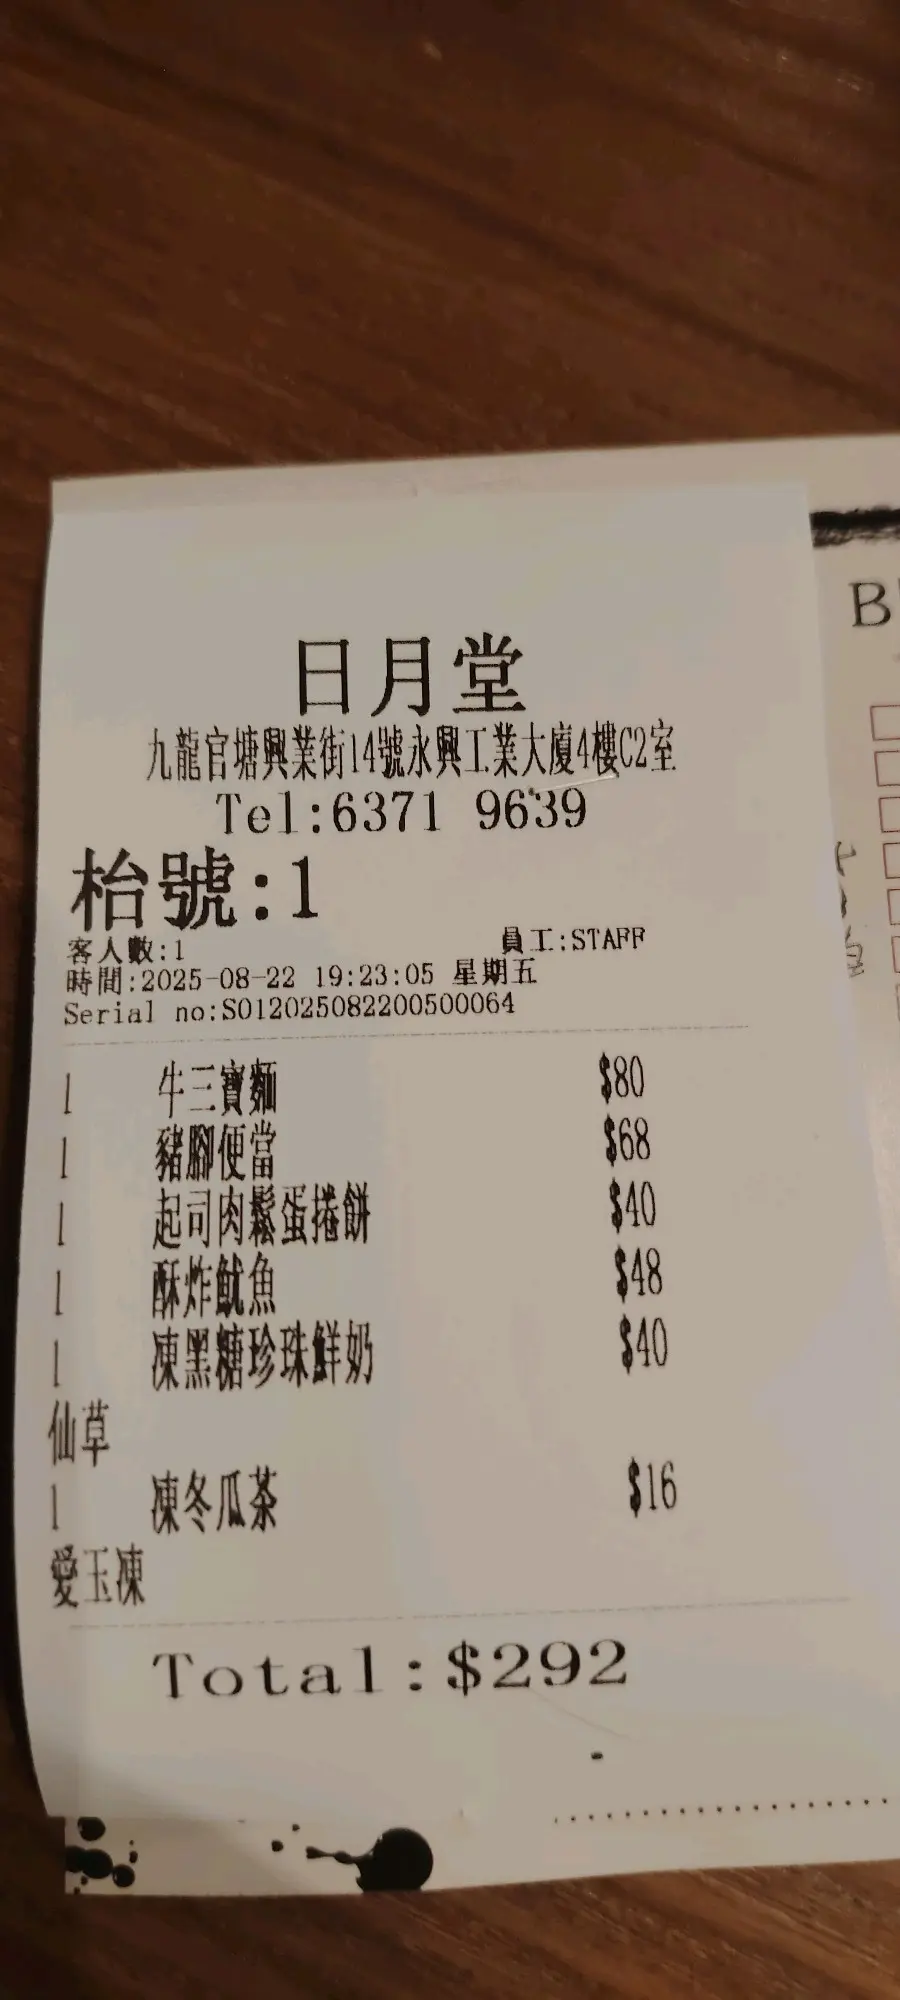 日月堂
九龍官塘興業街14號永興工業大廈4樓C2室
Tel:6371 9639
枱號:1
客人數:1 員工:STAFF
時間:2025-08-22 19:23:05 星期五
Serial no:S012025082200500064
1 牛三寶麵 $80
1 豬腳便當 $68
1 起司肉鬆蛋捲餅 $40
1 酥炸魷魚 $48
1 凍黑糖珍珠鮮奶 $40
仙草
1 凍冬瓜茶 $16
愛玉凍
Total:$292
B